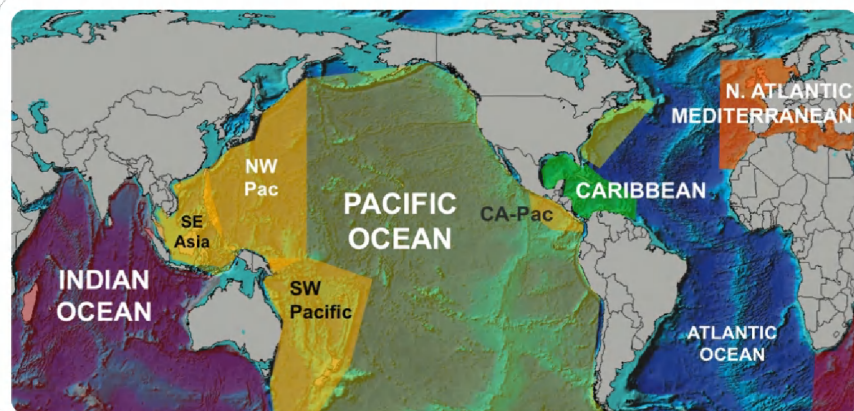 N. ATLANTIC
MEDITERRANEAN
NW
Pac
CARIBBEAN
SE
Asia
PACIFIC
OCEAN
CA-Pac
INDIAN
OCEAN
SW
Pacific
ATLANTIC
OCEAN